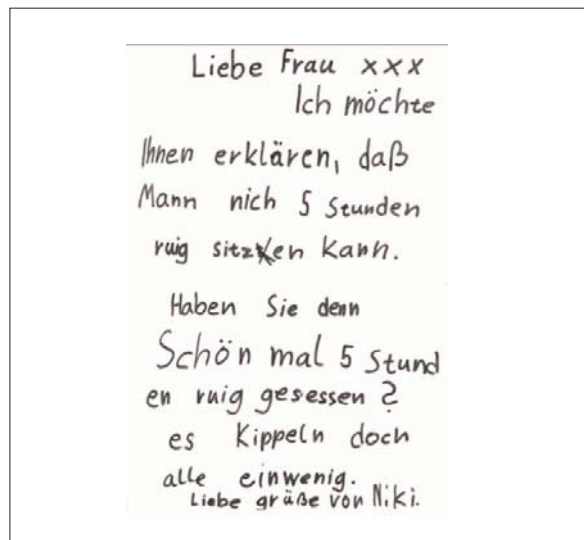 Liebe Frau xxx
Ich möchte
Ihnen erklären, daß
Mann nich 5 Stunden
ruig sitzen kann.
Haben Sie denn
Schön mal 5 Stund
en ruig gesessen?
es Kippeln doch
alle einwenig.
Liebe grüße von Niki.